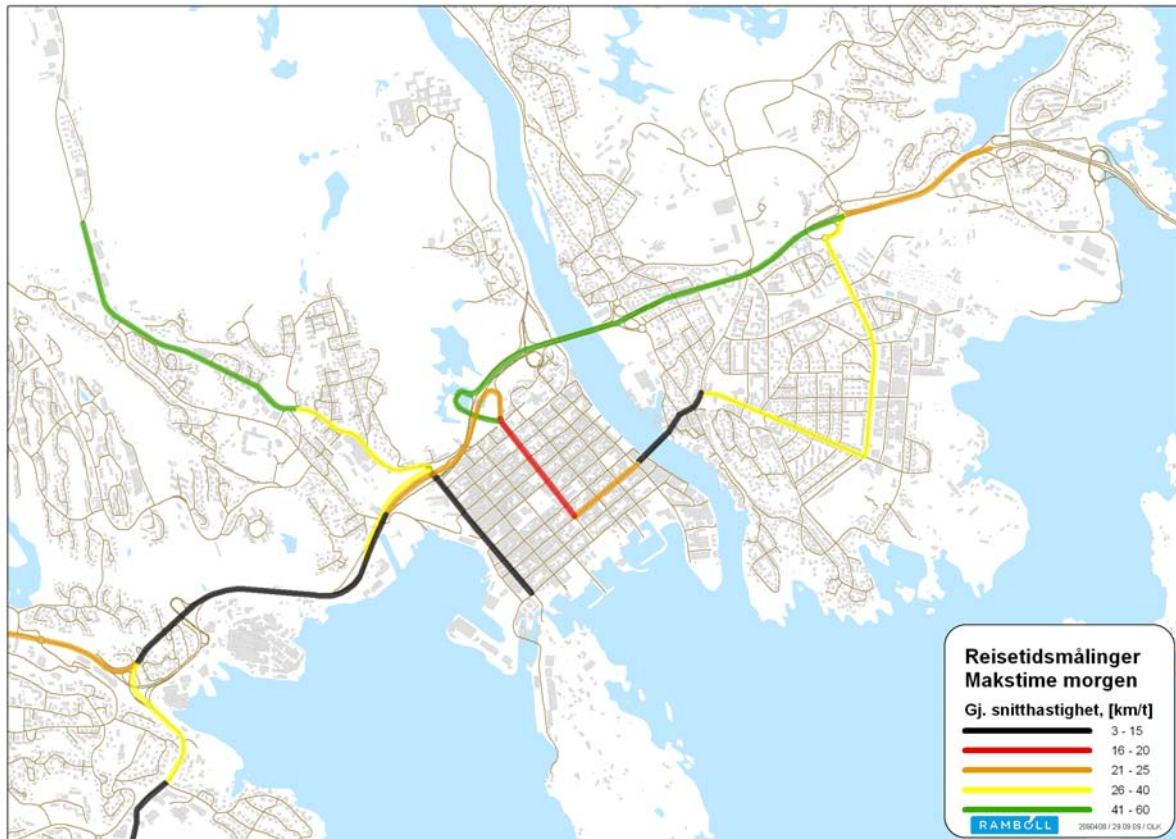 Reisetidsmålinger
Makstime morgen
Gj. snitthastighet, [km/t]
3 - 15
16 - 20
21 - 25
26 - 40
41 - 60
RAMBOLL